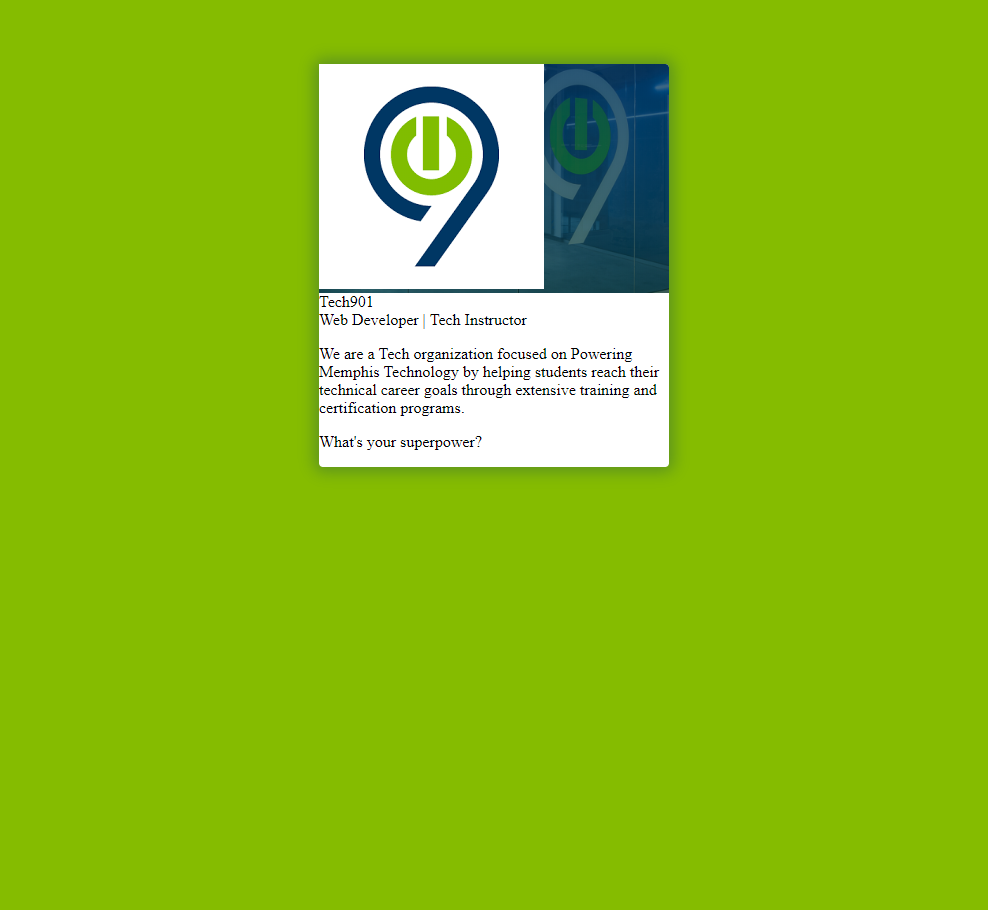 Tech901
Web Developer | Tech Instructor
We are a Tech organization focused on Powering
Memphis Technology by helping students reach their
technical career goals through extensive training and
certification programs.
What's your superpower?